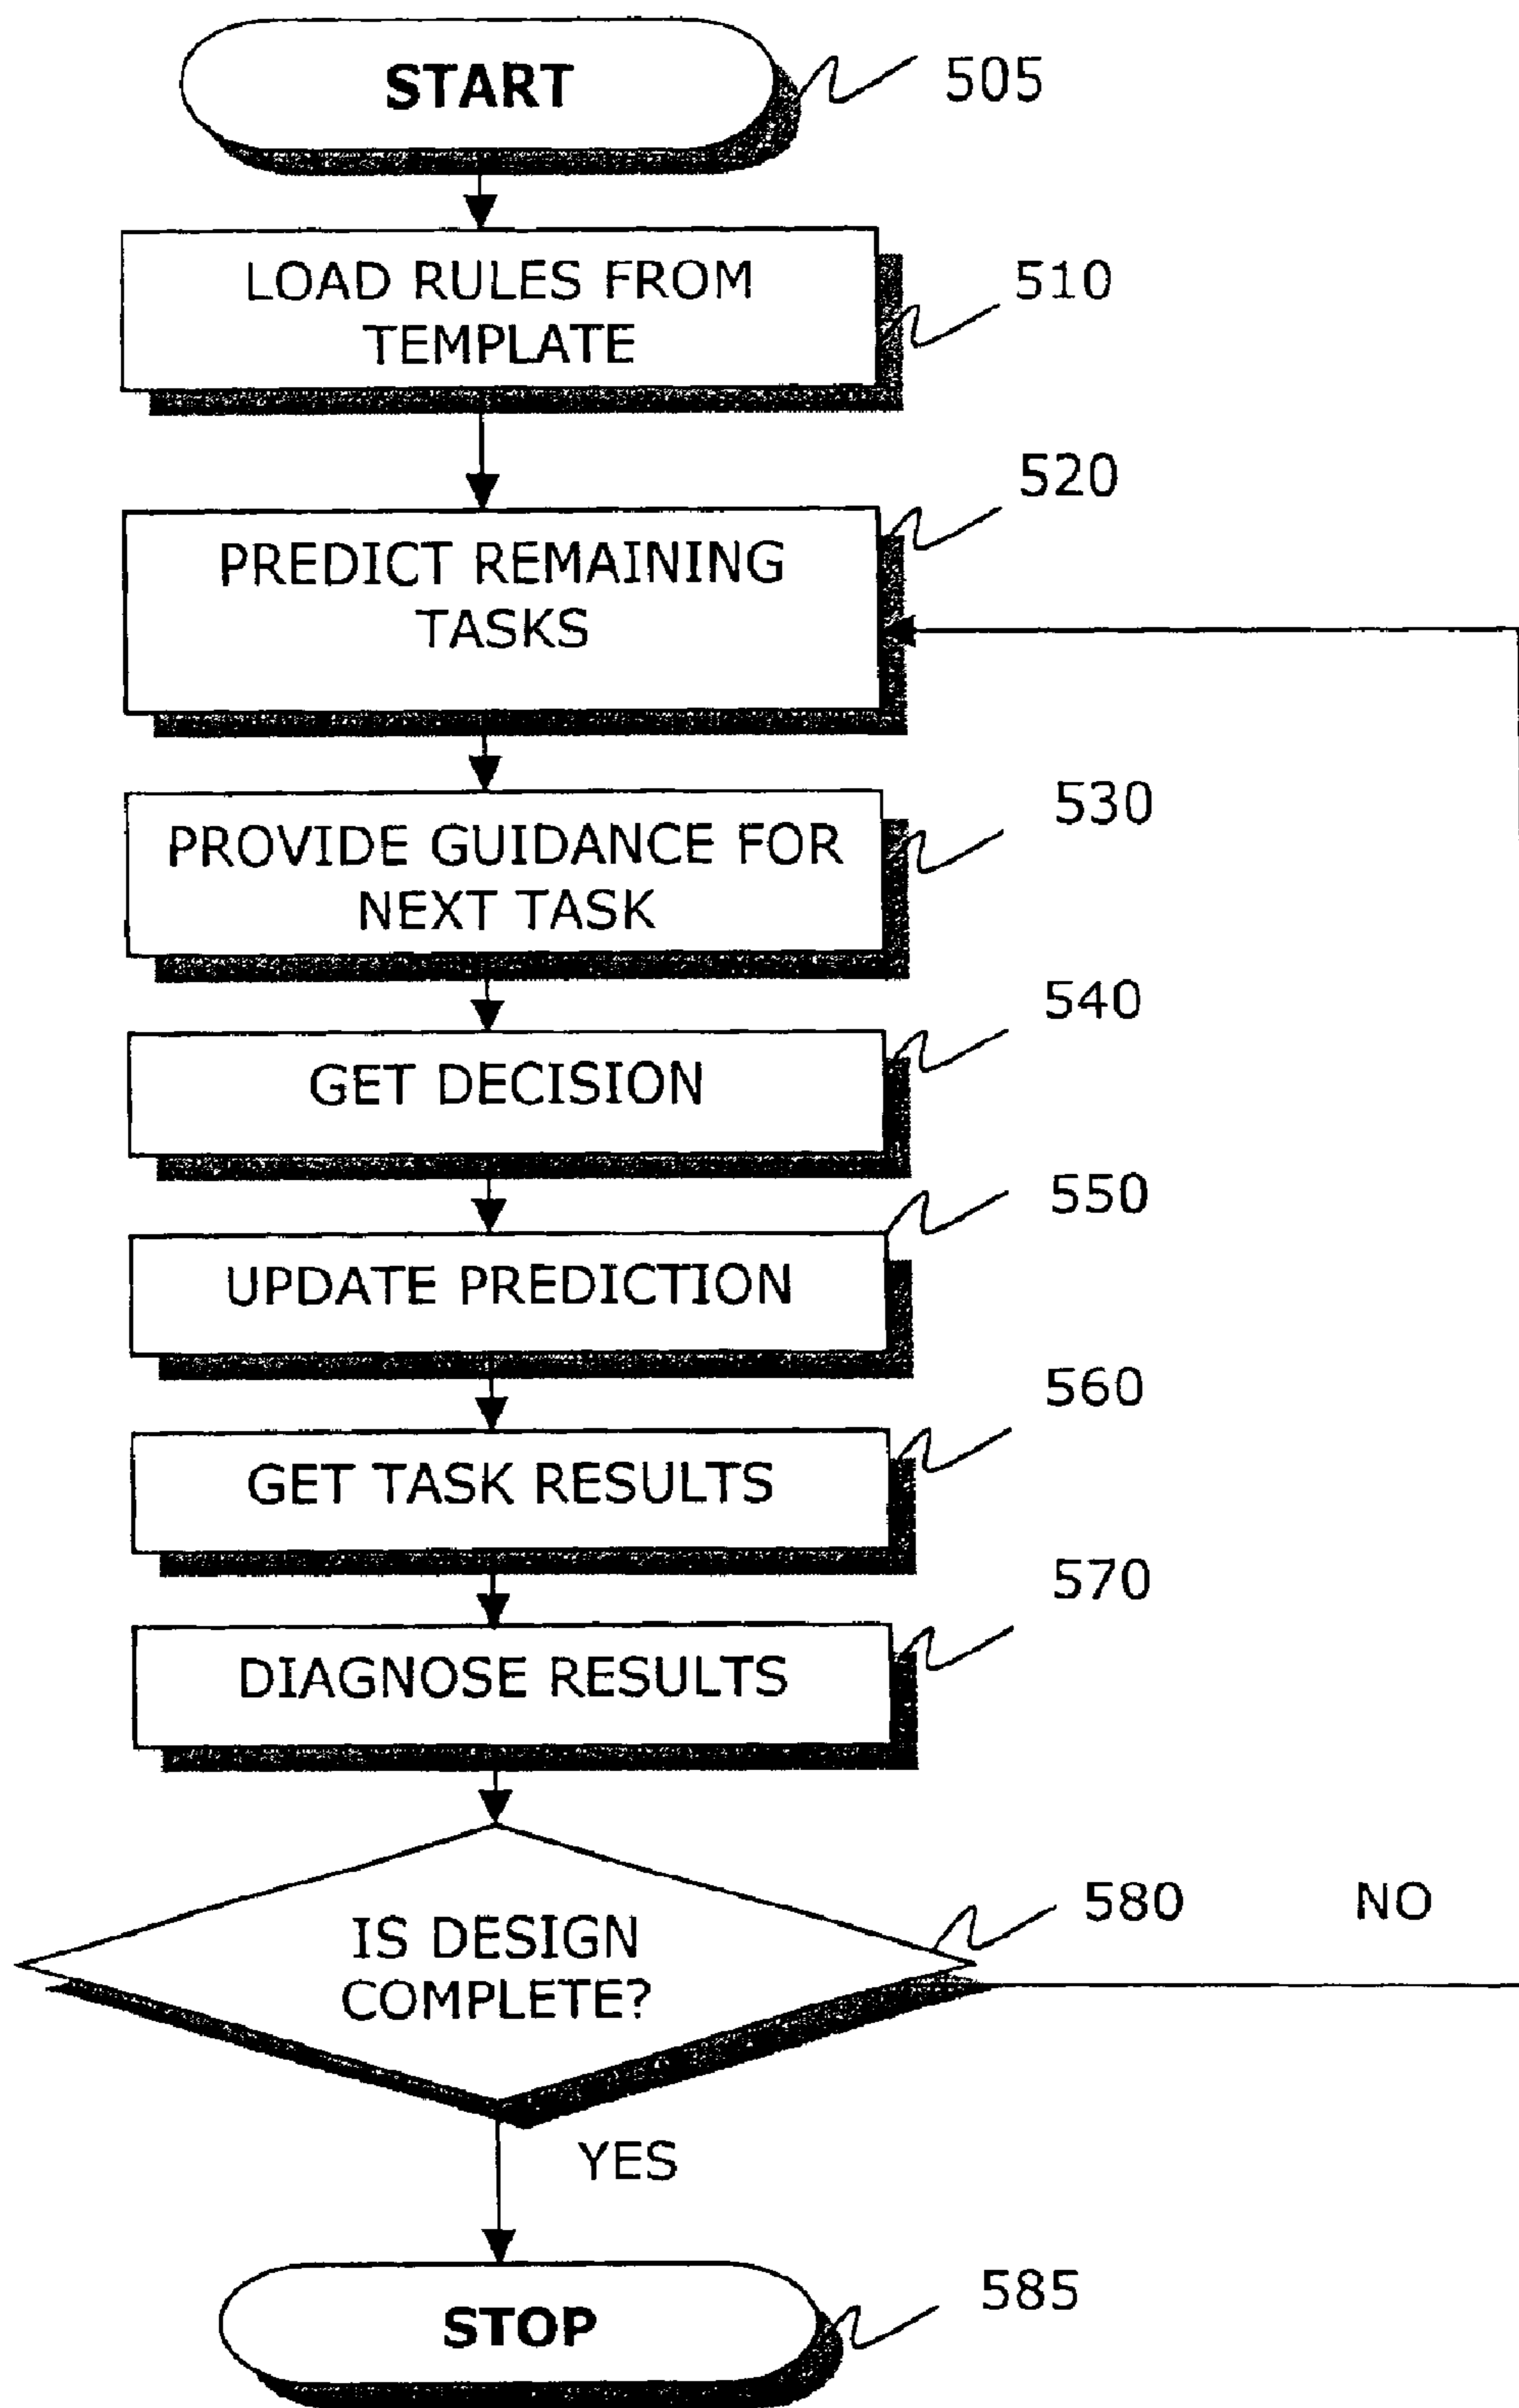 START
505
LOAD RULES FROM
TEMPLATE
510
520
PREDICT REMAINING
TASKS
530
PROVIDE GUIDANCE FOR
NEXT TASK
540
GET DECISION
550
UPDATE PREDICTION
560
GET TASK RESULTS
570
DIAGNOSE RESULTS
580
NO
IS DESIGN
COMPLETE?
YES
585
STOP